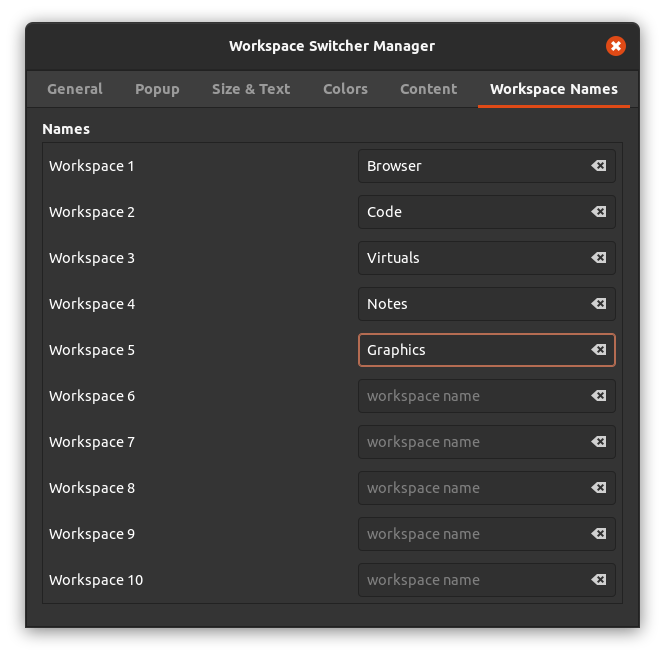 Workspace Switcher Manager
General Popup Size & Text Colors Content Workspace Names
Names
Workspace 1 Browser
Workspace 2 Code
Workspace 3 Virtuals
Workspace 4 Notes
Workspace 5 Graphics
Workspace 6 workspace name
Workspace 7 workspace name
Workspace 8 workspace name
Workspace 9 workspace name
Workspace 10 workspace name